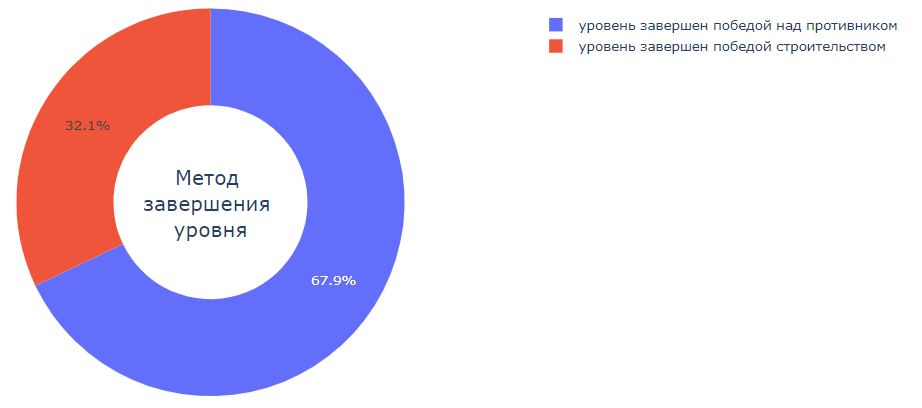 уровень завершен победой над противником
уровень завершен победой строительством
32.1%
Метод
завершения
уровня
67.9%